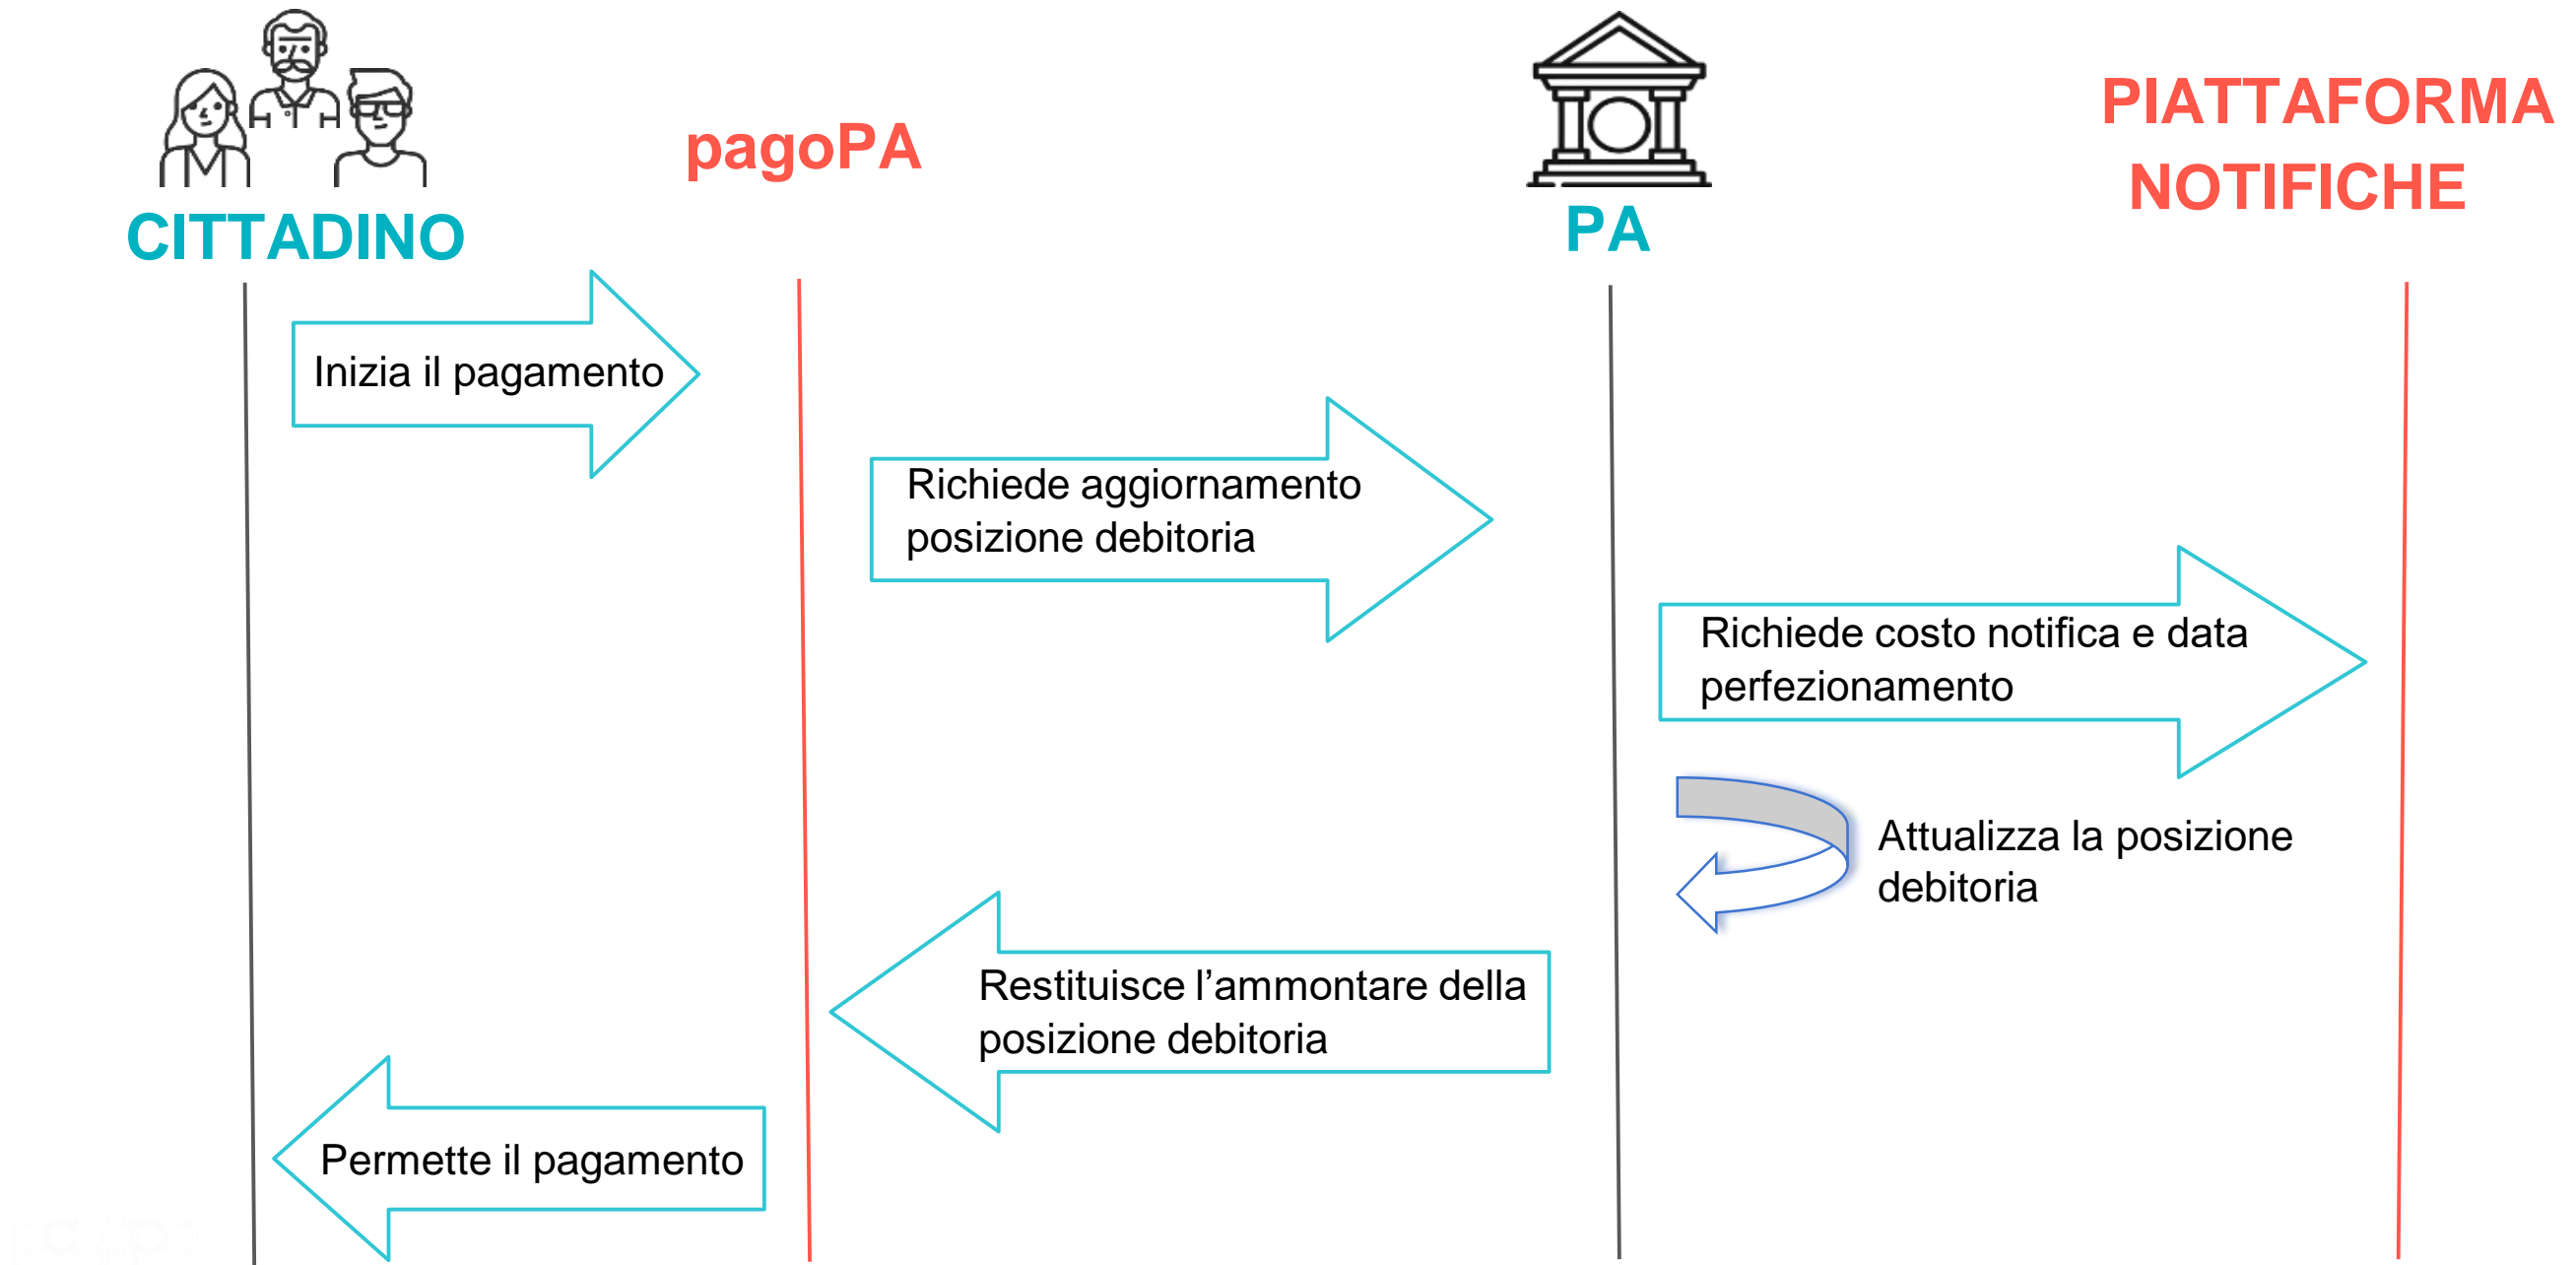 CITTADINO
pagoPA
PA
PIATTAFORMA
NOTIFICHE
Inizia il pagamento
Richiede aggiornamento
posizione debitoria
Richiede costo notifica e data
perfezionamento
Attualizza la posizione
debitoria
Restituisce l’ammontare della
posizione debitoria
Permette il pagamento